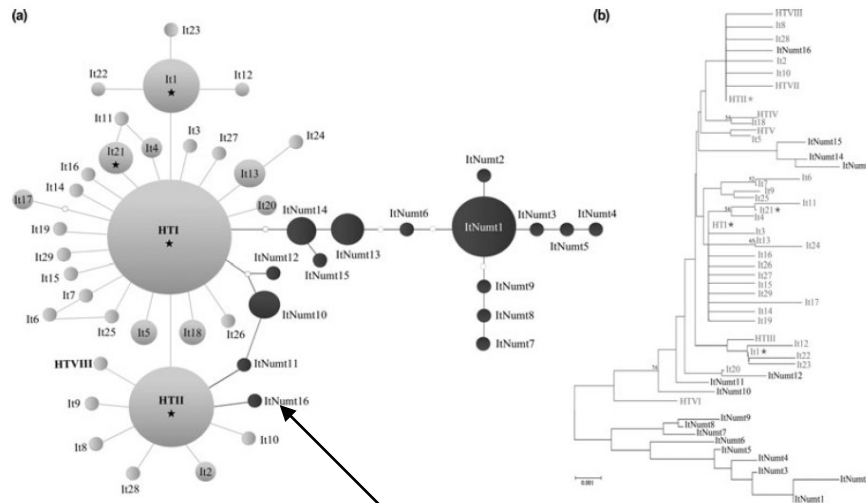 (a)
It23
It22
It1
It12
It11
It21
It4
It3
It27
It24
It16
It13
It14
It17
It20
It19
HTI
ItNumt14
ItNumt6
ItNumt2
ItNumt1
ItNumt3
ItNumt4
ItNumt13
ItNumt5
ItNumt12
ItNumt15
It29
It15
It7
It6
It25
It5
It18
It26
ItNumt10
ItNumt9
ItNumt8
ItNumt7
ItNumt11
HTVIII
HTII
ItNumt16
It9
It8
It10
It28
It2
(b)
HTVIII
It8
It28
ItNumt16
It2
It10
HTVII
HTII
HTIV
It18
HTV
It5
ItNumt15
ItNumt14
ItNumt
It6
It7
It9
It25
It11
It21
It4
HTI
It3
It13
It24
It16
It26
It27
It15
It29
It17
It14
It19
HTIII
It12
It1
It22
It23
It20
ItNumt12
ItNumt11
ItNumt10
HTVI
ItNumt9
ItNumt8
ItNumt7
ItNumt6
ItNumt5
ItNumt4
ItNumt3
ItNumt
ItNumt1
0.001